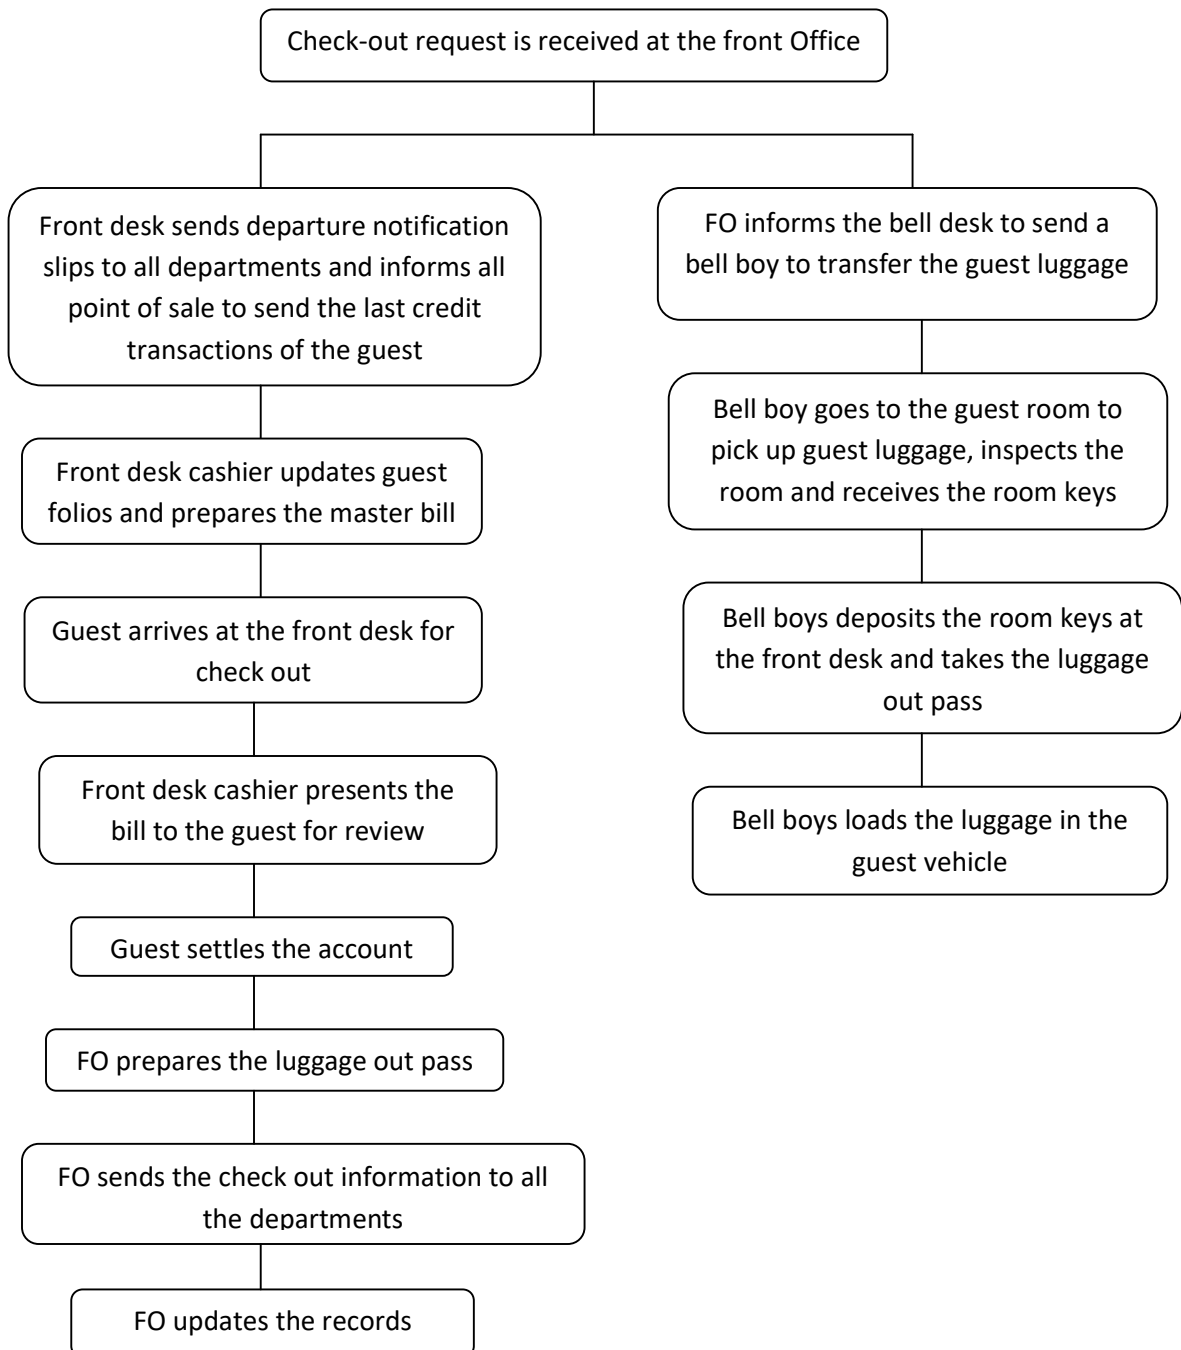 Check-out request is received at the front Office
Front desk sends departure notification
slips to all departments and informs all
point of sale to send the last credit
transactions of the guest
Front desk cashier updates guest
folios and prepares the master bill
Guest arrives at the front desk for
check out
Front desk cashier presents the
bill to the guest for review
Guest settles the account
FO prepares the luggage out pass
FO sends the check out information to all
the departments
FO updates the records
FO informs the bell desk to send a
bell boy to transfer the guest luggage
Bell boy goes to the guest room to
pick up guest luggage, inspects the
room and receives the room keys
Bell boys deposits the room keys at
the front desk and takes the luggage
out pass
Bell boys loads the luggage in the
guest vehicle